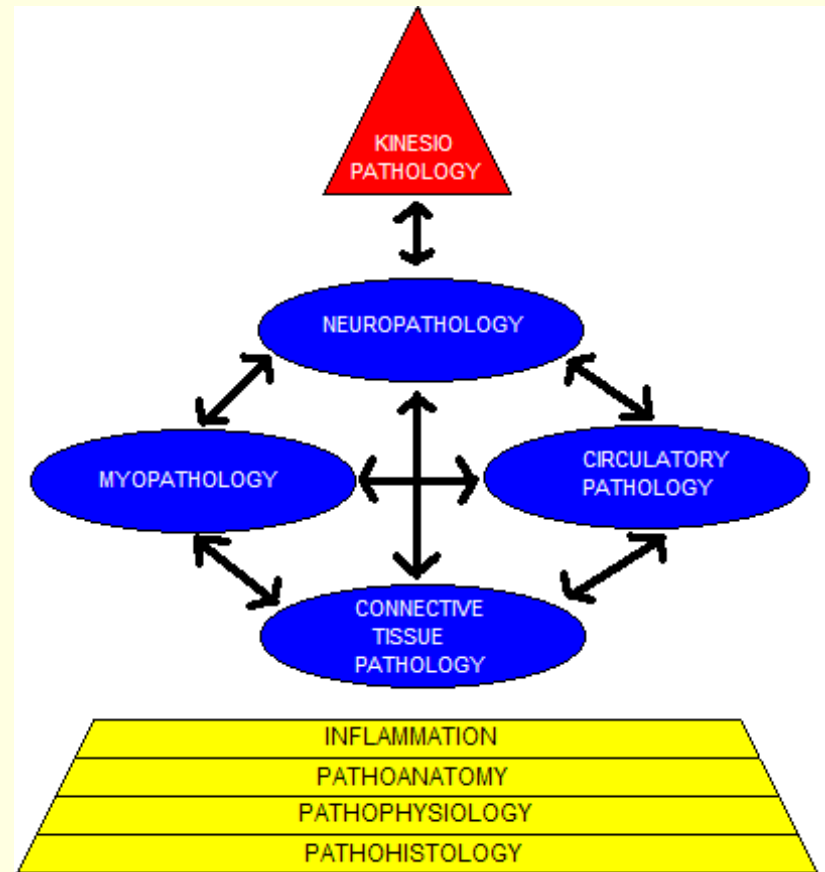 KINESIO
PATHOLOGY
NEUROPATHOLOGY
MYOPATHOLOGY
CIRCULATORY
PATHOLOGY
CONNECTIVE
TISSUE
PATHOLOGY
INFLAMMATION
PATHOANATOMY
PATHOPHYSIOLOGY
PATHOHISTOLOGY